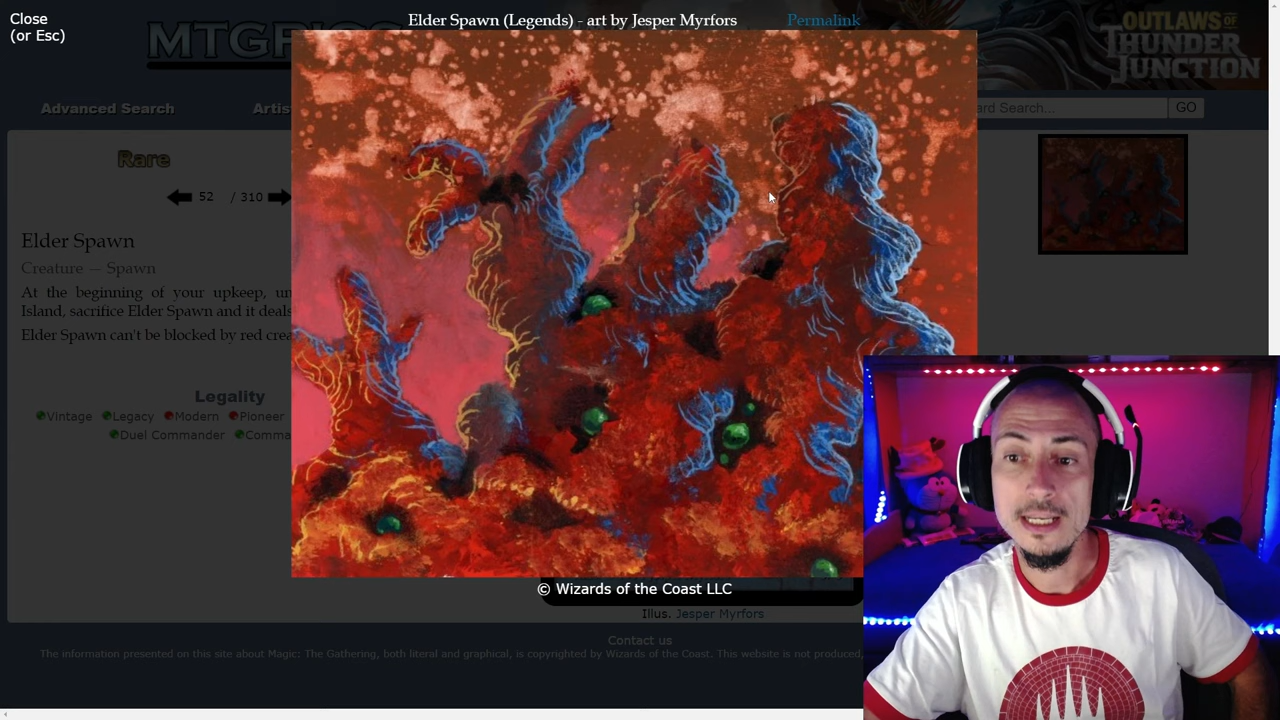 Close
(or Esc)
Elder Spawn (Legends) - art by Jesper Myrfors
Permalink
OUTLAWS OF
THUNDER
JUNCTION
Advanced Search
GO
Rare
52 / 310
Elder Spawn
Creature — Spawn
At the beginning of your upkeep,
Island, sacrifice Elder Spawn and it deals
Elder Spawn can't be blocked by red
Legality
Vintage Legacy Modern Pioneer
Duel Commander
© Wizards of the Coast LLC
Illus. Jesper Myrfors
Contact us
The information presented on this site about Magic: The Gathering, both literal and graphical, is copyrighted by Wizards of the Coast. This website is not produced,